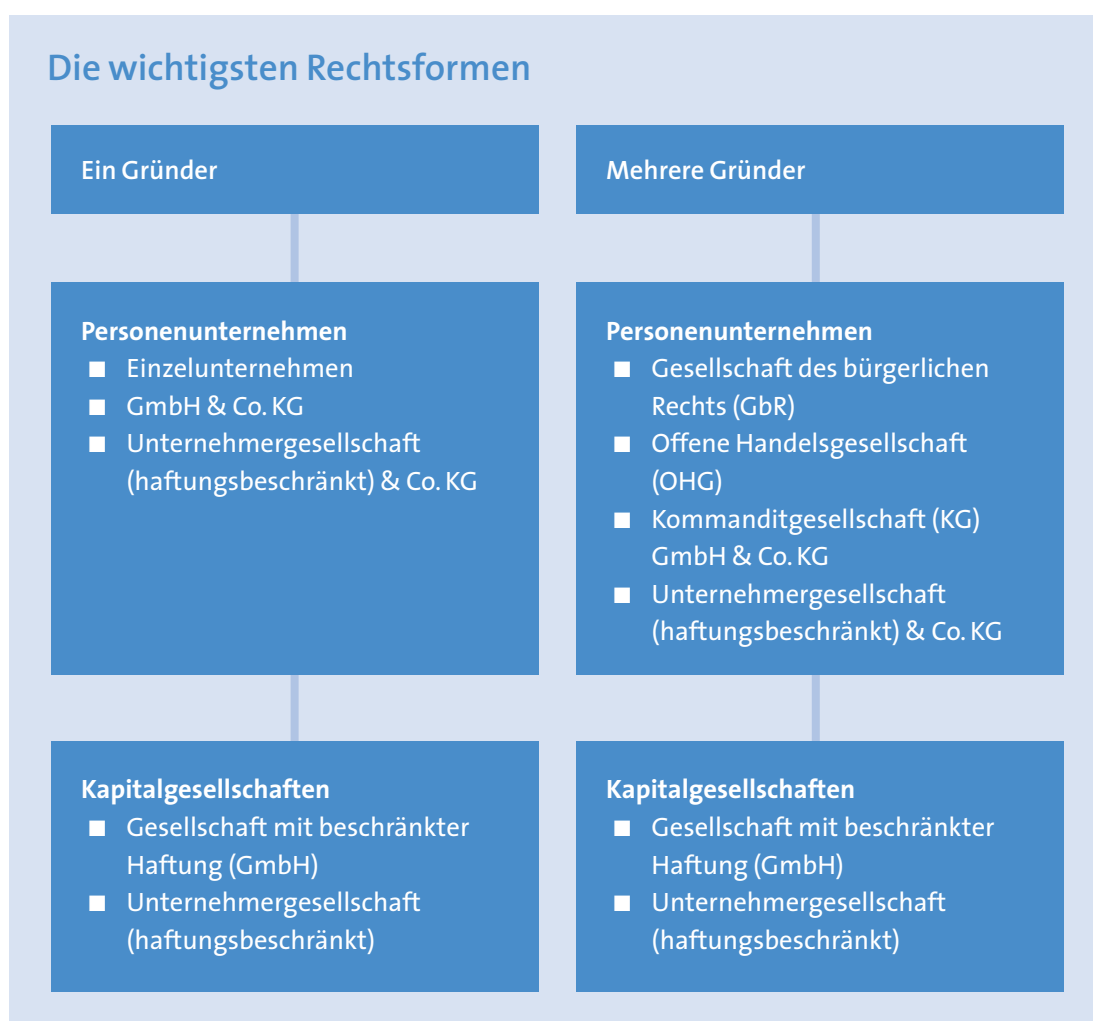 Die wichtigsten Rechtsformen
Ein Gründer
Personenunternehmen
■ Einzelunternehmen
■ GmbH & Co. KG
■ Unternehmergesellschaft
(haftungsbeschränkt) & Co. KG
Kapitalgesellschaften
■ Gesellschaft mit beschränkter
Haftung (GmbH)
■ Unternehmergesellschaft
(haftungsbeschränkt)
Mehrere Gründer
Personenunternehmen
■ Gesellschaft des bürgerlichen
Rechts (GbR)
■ Offene Handelsgesellschaft
(OHG)
■ Kommanditgesellschaft (KG)
GmbH & Co. KG
■ Unternehmergesellschaft
(haftungsbeschränkt) & Co. KG
Kapitalgesellschaften
■ Gesellschaft mit beschränkter
Haftung (GmbH)
■ Unternehmergesellschaft
(haftungsbeschränkt)